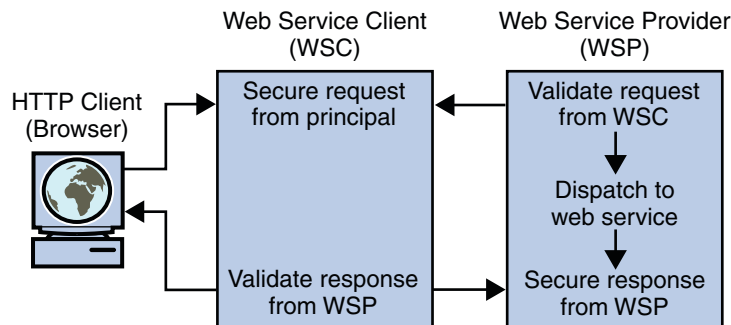 Web Service Client
(WSC)
Web Service Provider
(WSP)
HTTP Client
(Browser)
Secure request
from principal
Validate response
from WSP
Validate request
from WSC
Dispatch to
web service
Secure response
from WSP